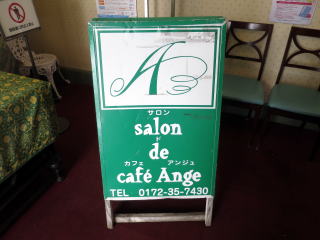 A
サロン
salon
ド
de
カフェ アンジュ
café Ange
TEL 0172-35-7430